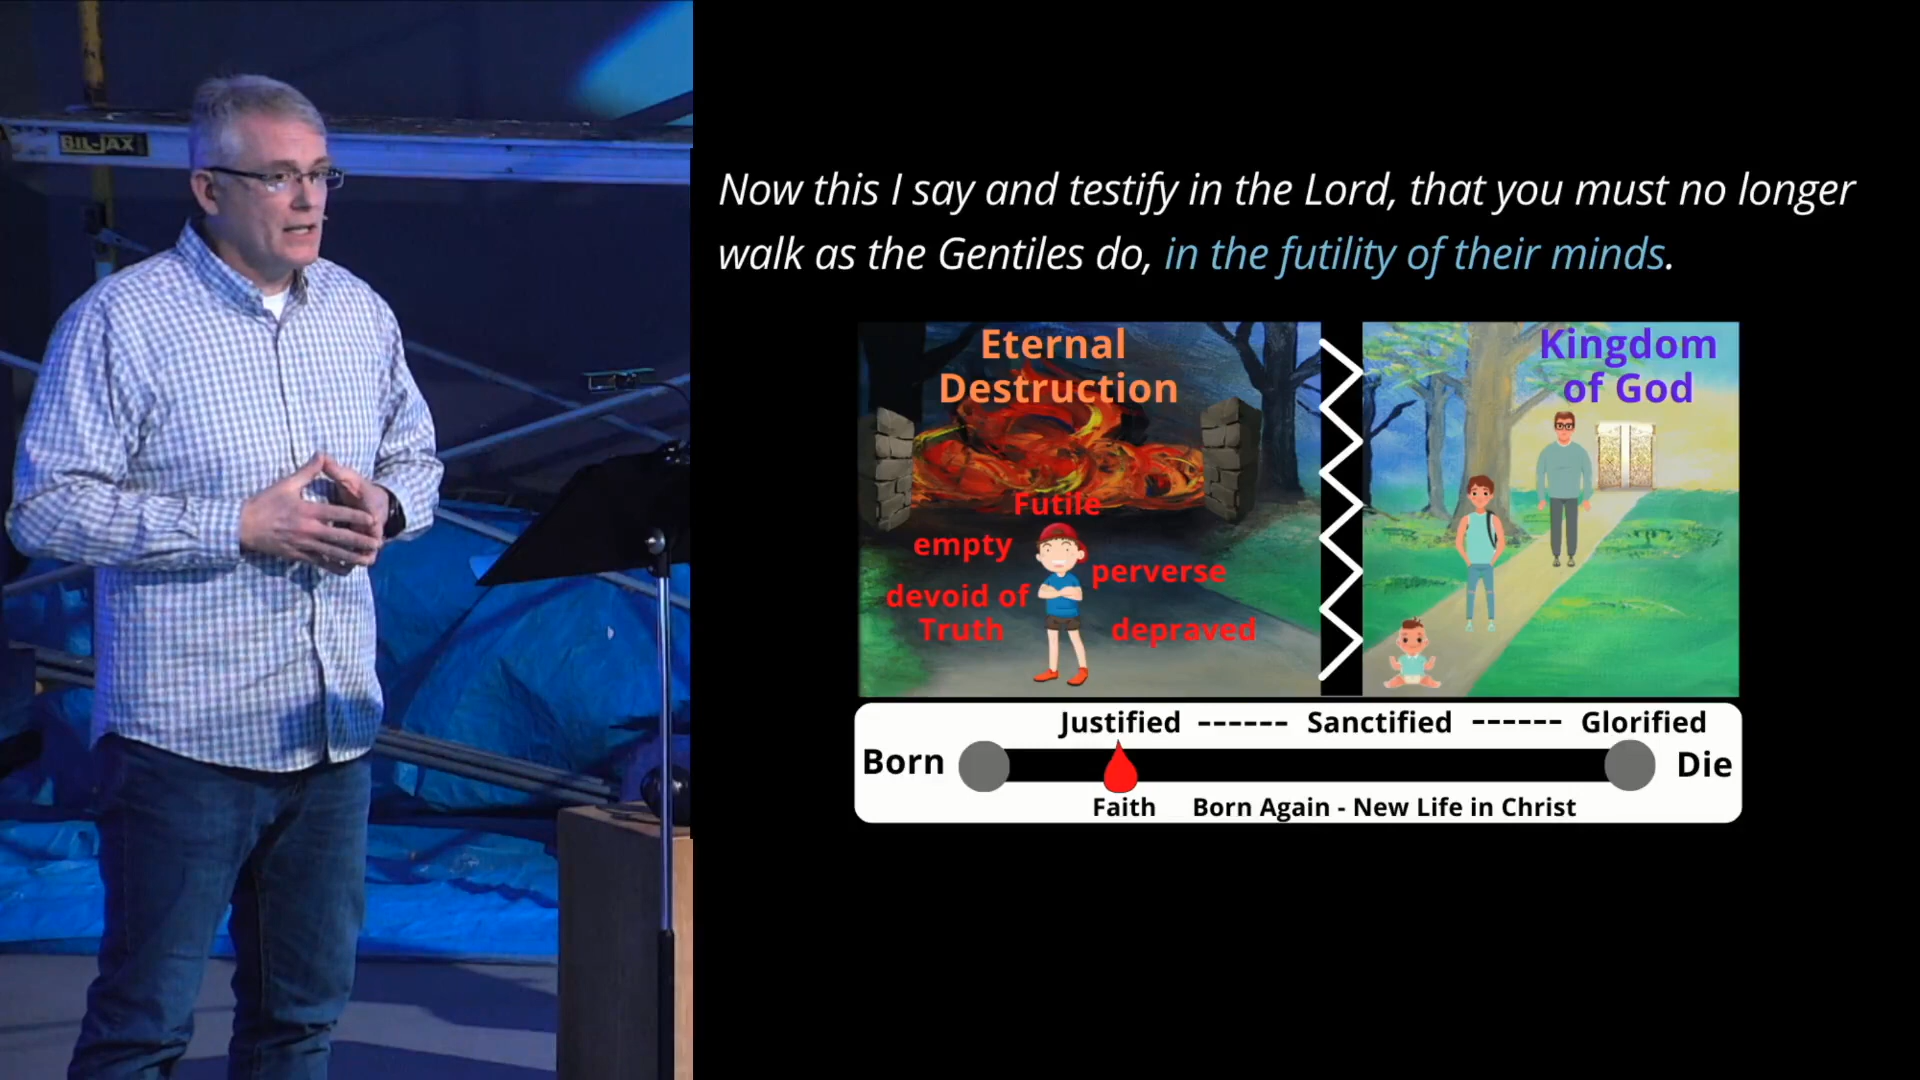 BIL-JAX
Now this I say and testify in the Lord, that you must no longer
walk as the Gentiles do, in the futility of their minds.
Eternal
Destruction
Kingdom
of God
Futile
empty
perverse
devoid of
Truth
depraved
Justified ------ Sanctified ------ Glorified
Born
Die
Faith
Born Again - New Life in Christ